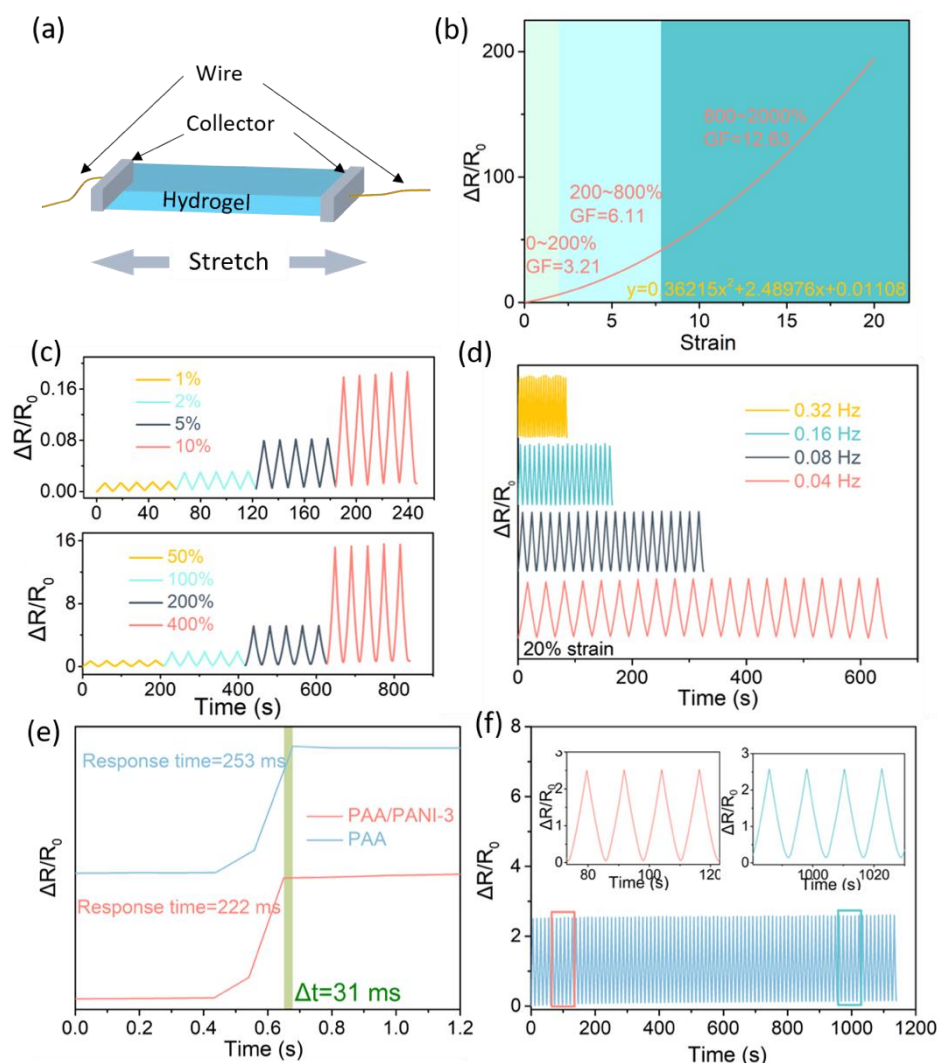 (a)
Wire
Collector
Hydrogel
Stretch
(b)
ΔR/R₀
200
100
0
800~2000%
GF=12.63
200~800%
GF=6.11
0~200%
GF=3.21
y=0.36215x²+2.48976x+0.01108
0 5 10 15 20
Strain
(c)
ΔR/R₀
0.16
0.08
0.00
1%
2%
5%
10%
0 40 80 120 160 200 240
ΔR/R₀
16
8
0
50%
100%
200%
400%
0 200 400 600 800
Time (s)
(d)
ΔR/R₀
0.32 Hz
0.16 Hz
0.08 Hz
0.04 Hz
20% strain
0 200 400 600
Time (s)
(e)
ΔR/R₀
Response time=253 ms
PAA/PANI-3
PAA
Response time=222 ms
Δt=31 ms
0.0 0.2 0.4 0.6 0.8 1.0 1.2
Time (s)
(f)
ΔR/R₀
8
6
4
2
0
ΔR/R₀
3
2
1
0
80 100 120
Time (s)
ΔR/R₀
3
2
1
0
1000 1020
Time (s)
0 200 400 600 800 1000 1200
Time (s)